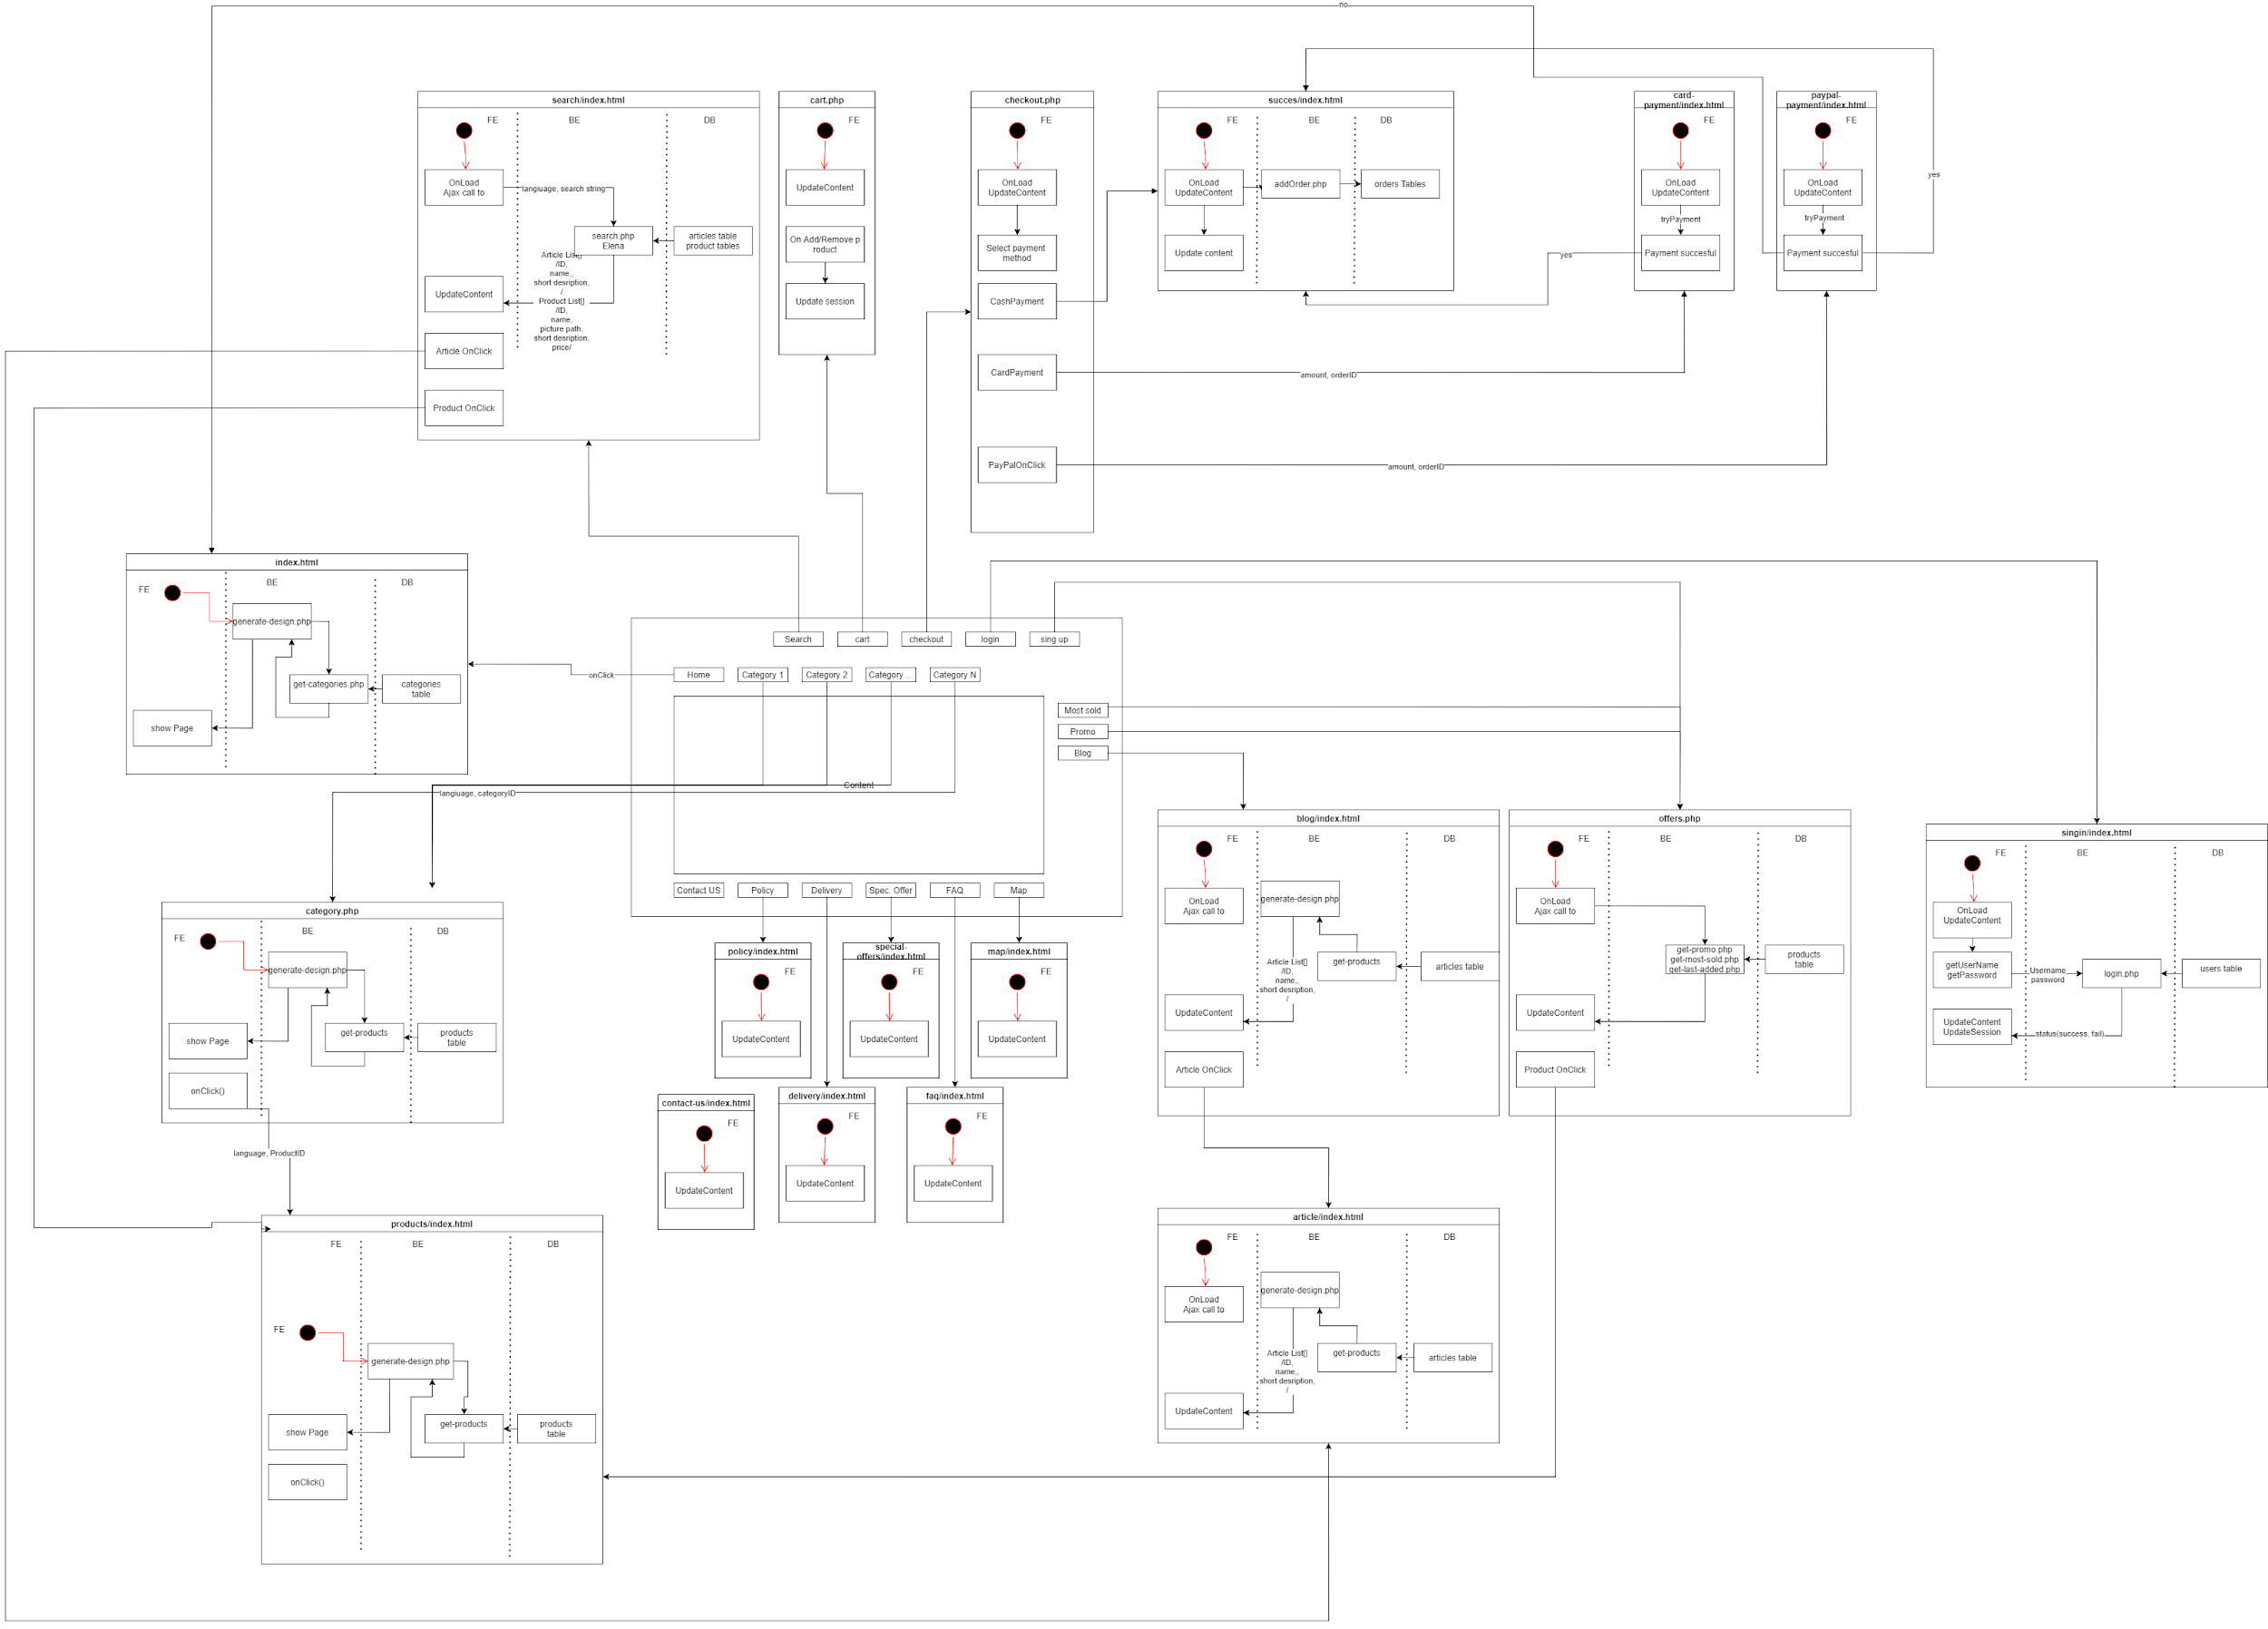 no
search/index.html
FE
BE
DB
OnLoad
Ajax call to
langiuage, search string
search.php
Elena
articles table
product tables
Article List[]
/ID,
name,,
short desription,
/
Product List[]
/ID,
name,
picture path,
short desription,
price/
UpdateContent
Article OnClick
Product OnClick
cart.php
FE
UpdateContent
On Add/Remove p
roduct
Update session
checkout.php
FE
OnLoad
UpdateContent
Select payment
method
CashPayment
CardPayment
PayPalOnClick
amount, orderID
amount, orderID
succes/index.html
FE
BE
DB
OnLoad
UpdateContent
addOrder.php
orders Tables
Update content
card-
payment/index.html
FE
OnLoad
UpdateContent
tryPayment
Payment succesful
yes
paypal-
payment/index.html
FE
OnLoad
UpdateContent
tryPayment
Payment succesful
yes
index.html
FE
BE
DB
generate-design.php
get-categories.php
categories
table
show Page
Search
cart
checkout
login
sing up
onClick
Home
Category 1
Category 2
Category ...
Category N
Most sold
Promo
Blog
Content
langiuage, categoryID
Contact US
Policy
Delivery
Spec. Offer
FAQ
Map
category.php
FE
BE
DB
generate-design.php
get-products
products
table
show Page
onClick()
language, ProductID
policy/index.html
FE
UpdateContent
special-
offers/index.html
FE
UpdateContent
map/index.html
FE
UpdateContent
contact-us/index.html
FE
UpdateContent
delivery/index.html
FE
UpdateContent
faq/index.html
FE
UpdateContent
blog/index.html
FE
BE
DB
OnLoad
Ajax call to
generate-design.php
get-products
articles table
Article List[]
/ID,
name,,
short desription,
/
UpdateContent
Article OnClick
offers.php
FE
BE
DB
OnLoad
Ajax call to
get-promo.php
get-most-sold.php
get-last-added.php
products
table
UpdateContent
Product OnClick
singin/index.html
FE
BE
DB
OnLoad
UpdateContent
getUserName
getPassword
Username
password
login.php
users table
UpdateContent
UpdateSession
status(success, fail)
products/index.html
FE
BE
DB
FE
generate-design.php
get-products
products
table
show Page
onClick()
article/index.html
FE
BE
DB
OnLoad
Ajax call to
generate-design.php
get-products
articles table
Article List[]
/ID,
name,,
short desription,
/
UpdateContent